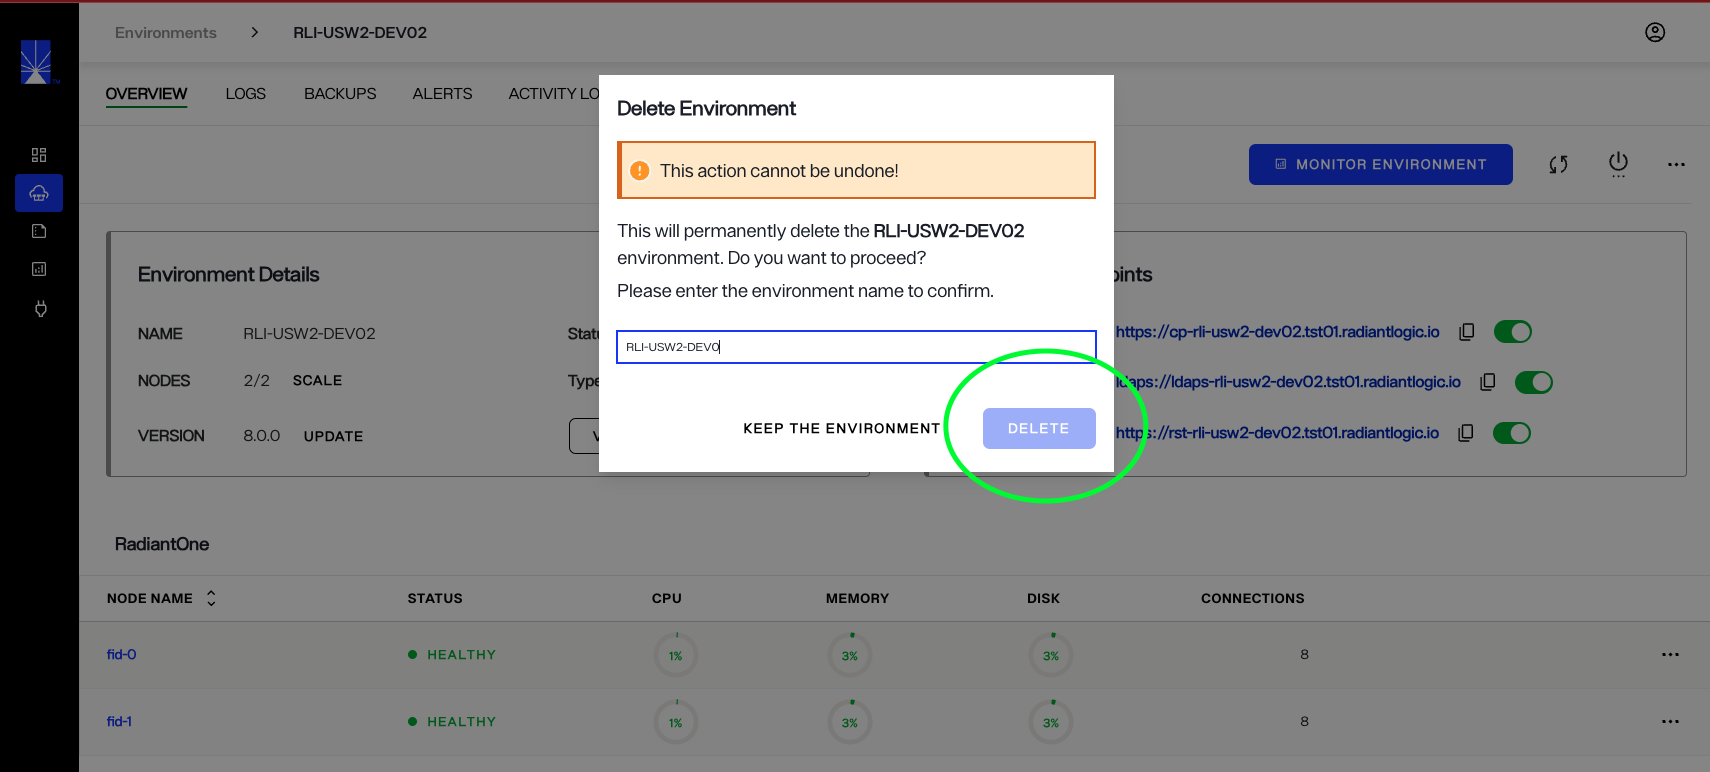 Environments > RLI-USW2-DEV02
OVERVIEW LOGS BACKUPS ALERTS ACTIVITY LO
Delete Environment
! This action cannot be undone!
MONITOR ENVIRONMENT
This will permanently delete the RLI-USW2-DEV02
environment. Do you want to proceed?
Please enter the environment name to confirm.
RLI-USW2-DEV0
KEEP THE ENVIRONMENT DELETE
Environment Details
NAME RLI-USW2-DEV02
NODES 2/2 SCALE
VERSION 8.0.0 UPDATE
https://cp-rli-usw2-dev02.tst01.radiantlogic.io
ldaps://ldaps-rli-usw2-dev02.tst01.radiantlogic.io
https://rst-rli-usw2-dev02.tst01.radiantlogic.io
RadiantOne
NODE NAME STATUS CPU MEMORY DISK CONNECTIONS
fid-0 HEALTHY 1% 3% 3% 8
fid-1 HEALTHY 1% 3% 3% 8